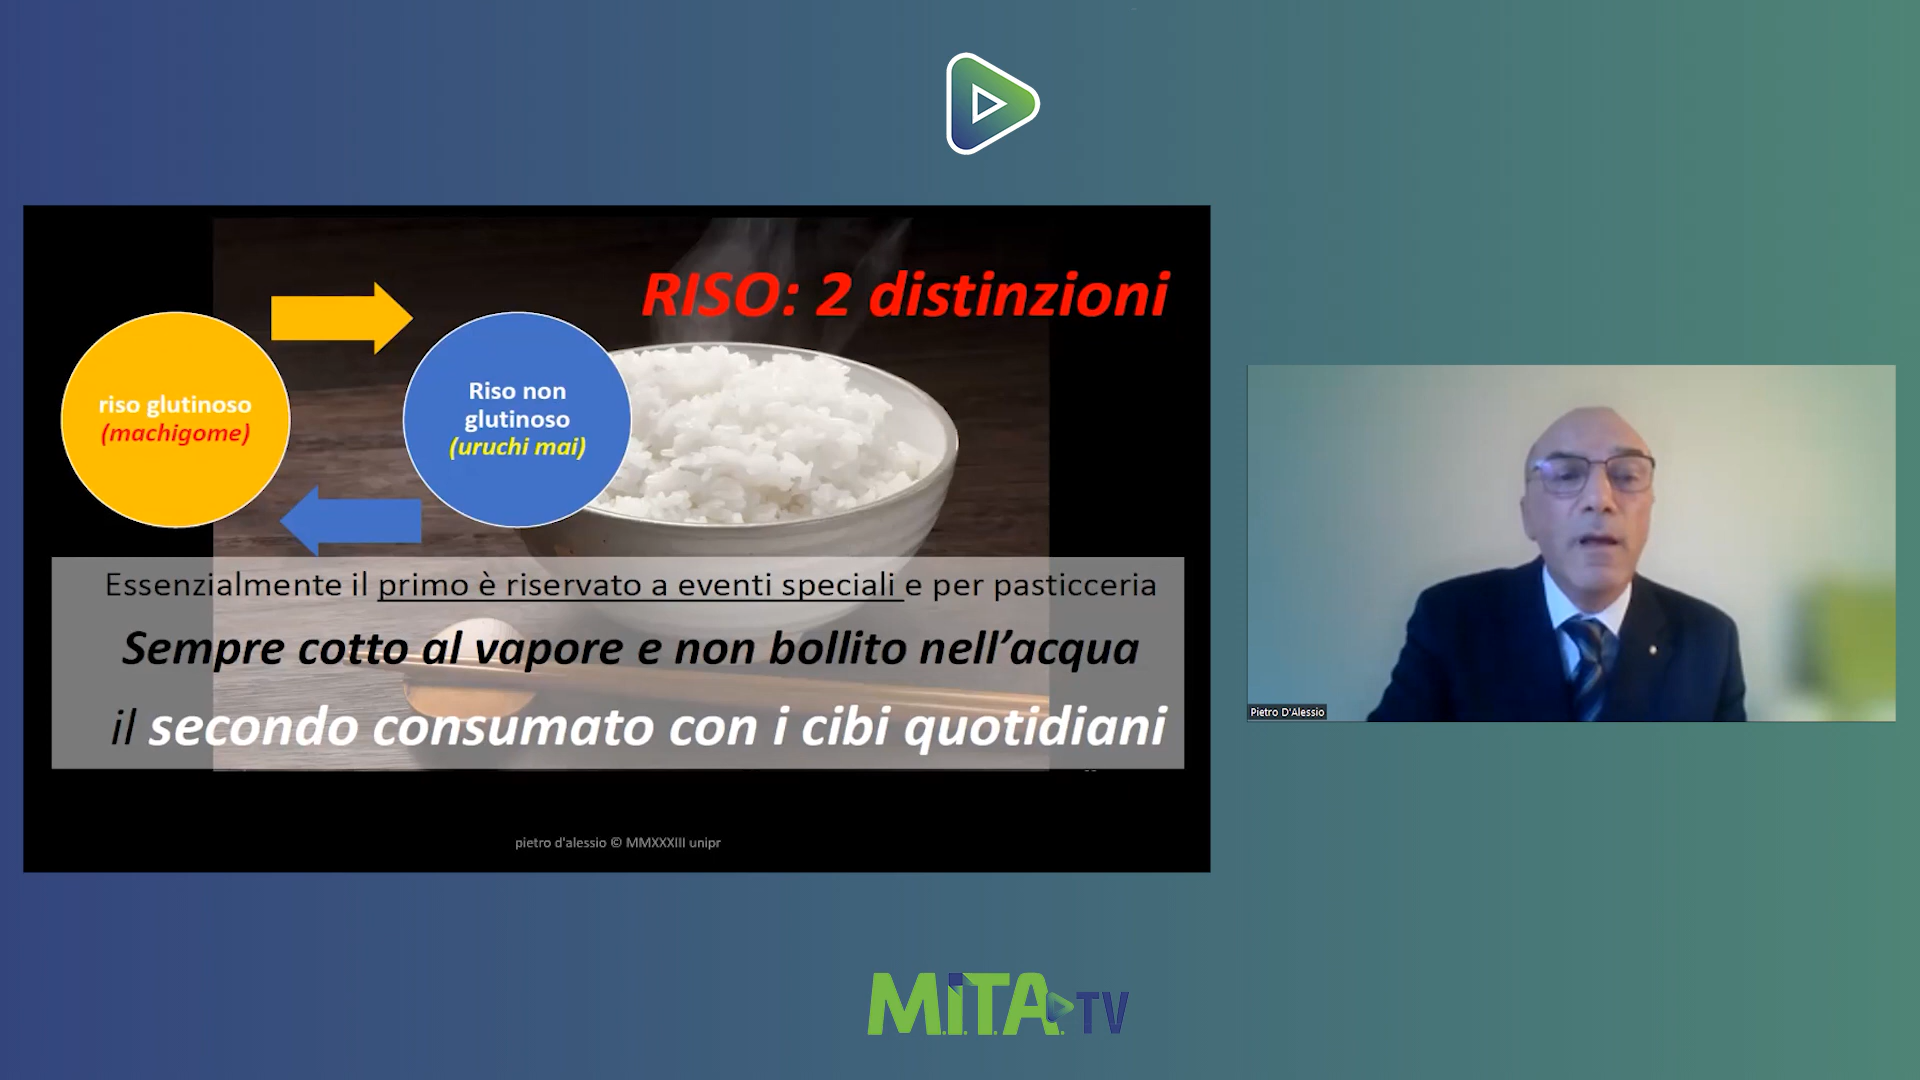 RISO: 2 distinzioni
riso glutinoso
(machigome)
Riso non
glutinoso
(uruchi mai)
Essenzialmente il primo è riservato a eventi speciali e per pasticceria
Sempre cotto al vapore e non bollito nell’acqua
il secondo consumato con i cibi quotidiani
pietro d'alessio © MMXXXIII unipr
Pietro D'Alessio
M.I.T.A. TV